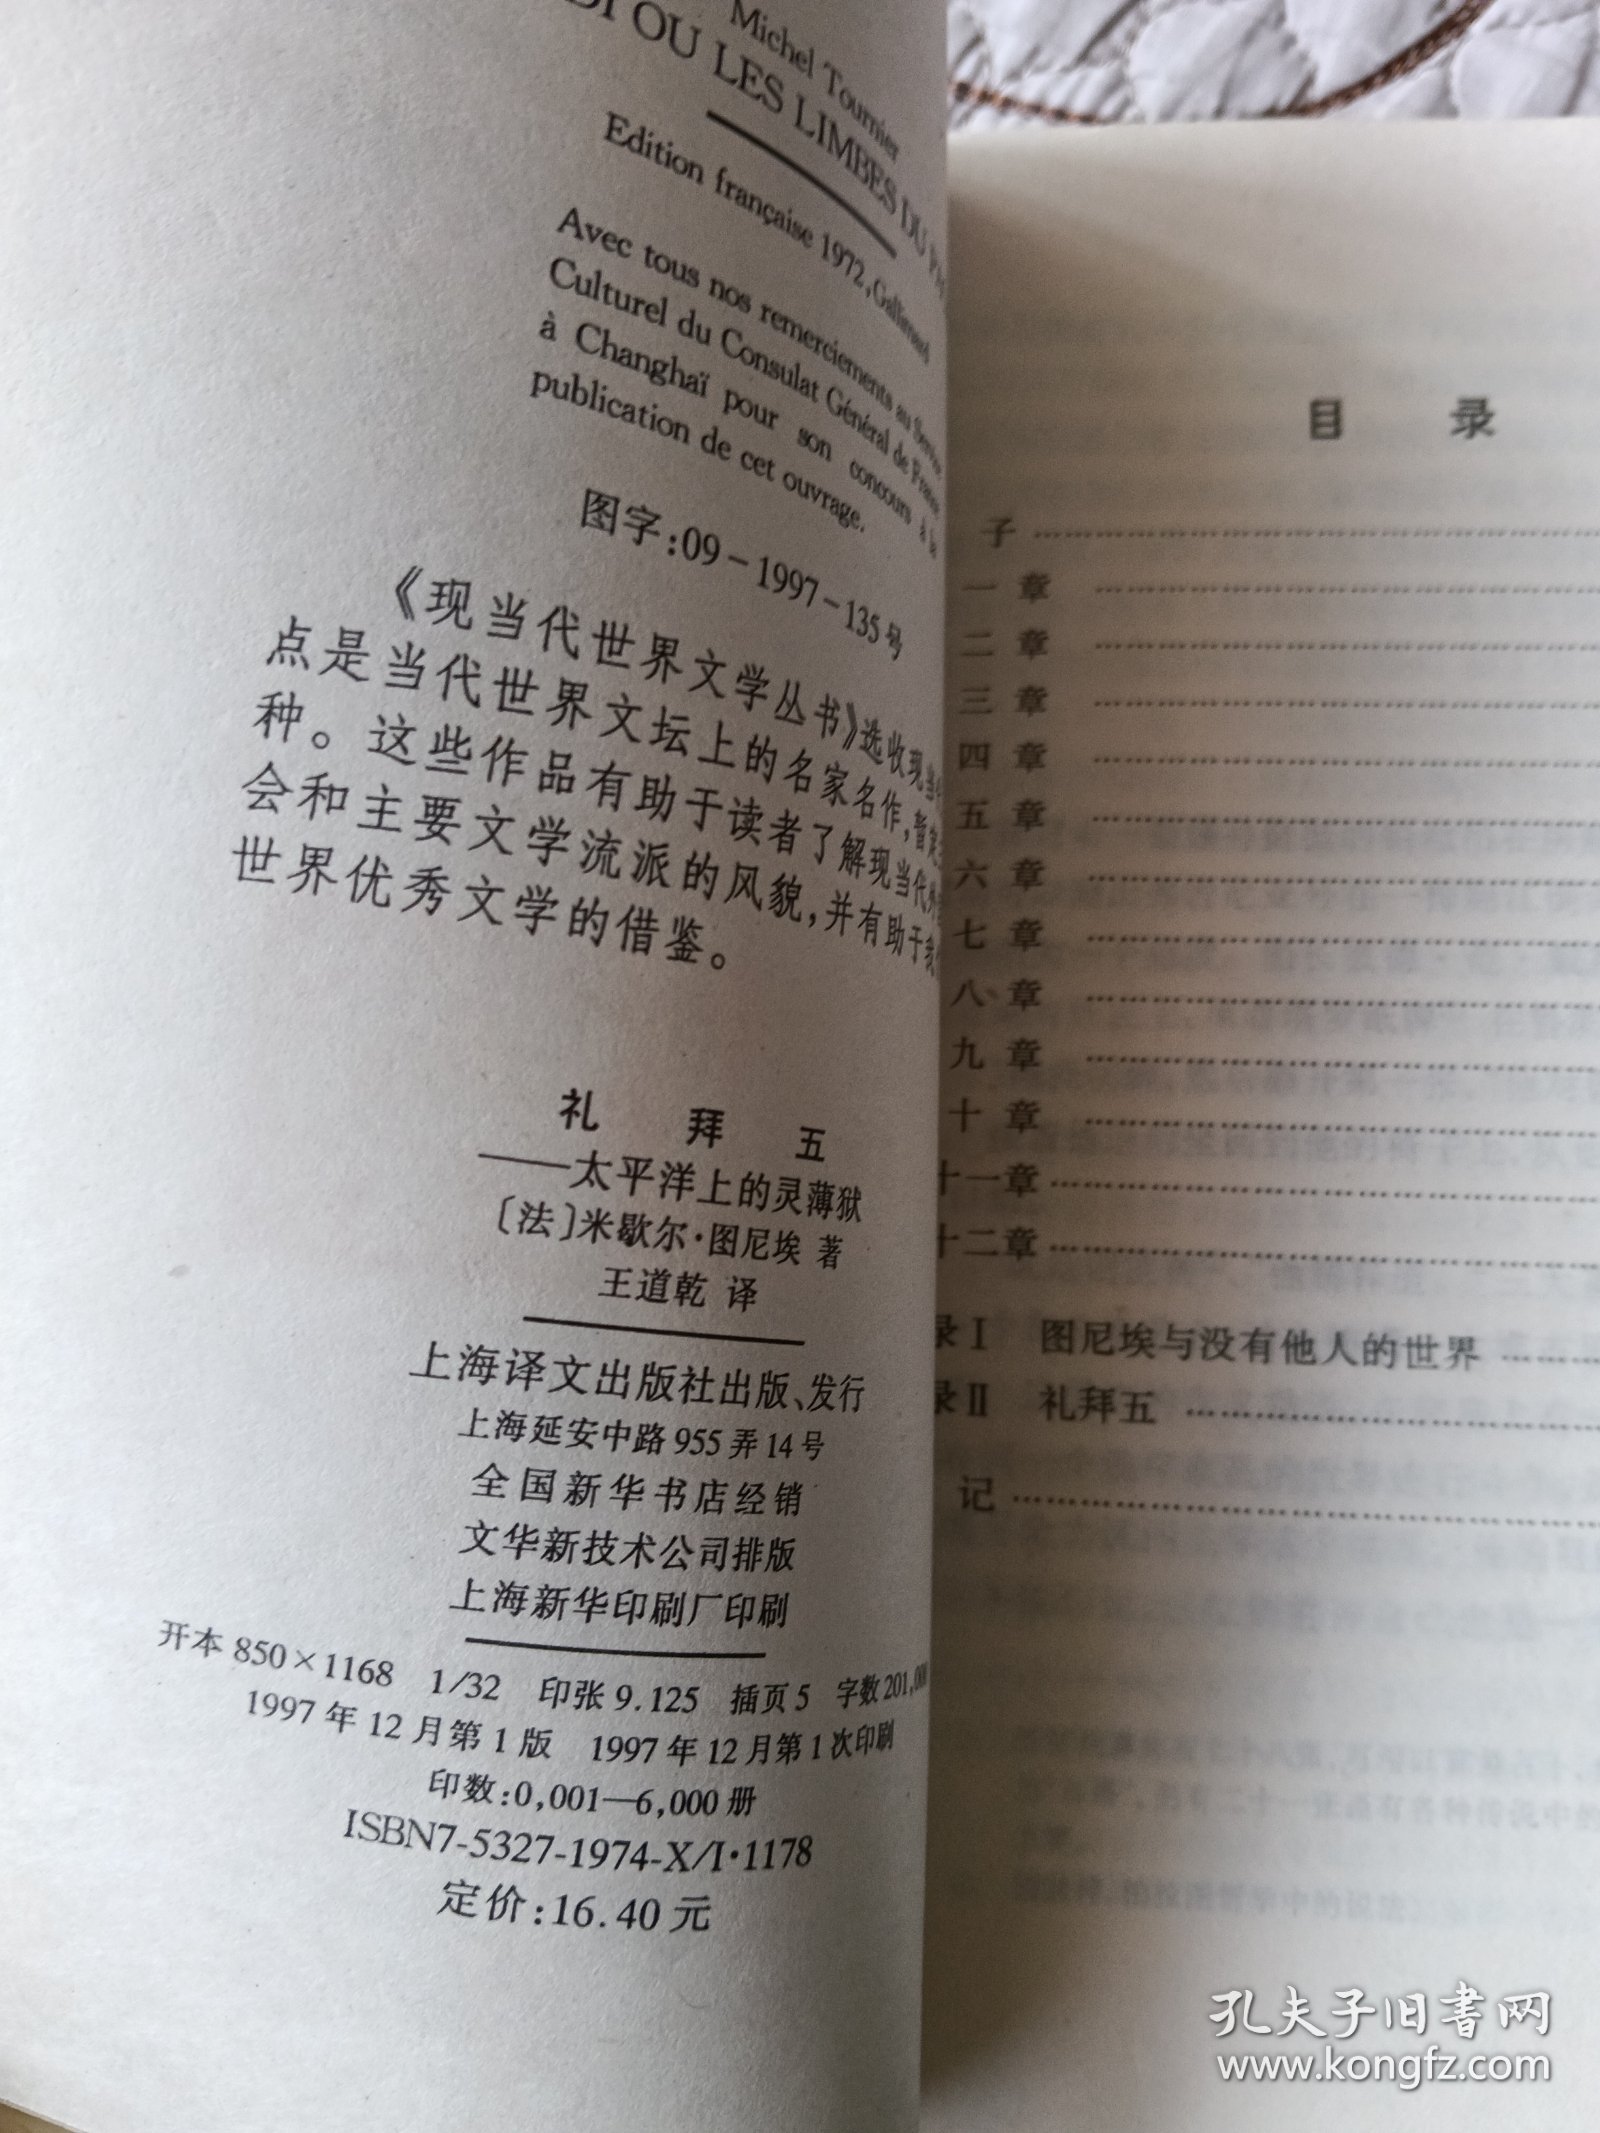 Michel Tournier
DI OU LES LIMBES DU
Edition française 1972, Gallimard
Avec tous nos remerciements au
Culturel du Consulat Général de France
à Changhaï pour son concours à la
publication de cet ouvrage.
图字:09-1997-135号
《现当代世界文学丛书》选收现当
点是当代世界文坛上的名家名作,暂定
种。这些作品有助于读者了解现当代外
会和主要文学流派的风貌,并有助于我
世界优秀文学的借鉴。
礼 拜 五
——太平洋上的灵薄狱
〔法〕米歇尔·图尼埃 著
王道乾 译
上海译文出版社出版、发行
上海延安中路955弄14号
全国新华书店经销
文华新技术公司排版
上海新华印刷厂印刷
开本 850×1168 1/32 印张 9.125 插页 5 字数 201,000
1997年12月第1版 1997年12月第1次印刷
印数:0,001—6,000 册
ISBN7-5327-1974-X/I·1178
定价:16.40元
目 录
子
一 章
二 章
三 章
四 章
五 章
六 章
七 章
八 章
九 章
十 章
十一章
十二章
录Ⅰ 图尼埃与没有他人的世界
录Ⅱ 礼拜五
记
孔夫子旧书网
www.kongfz.com